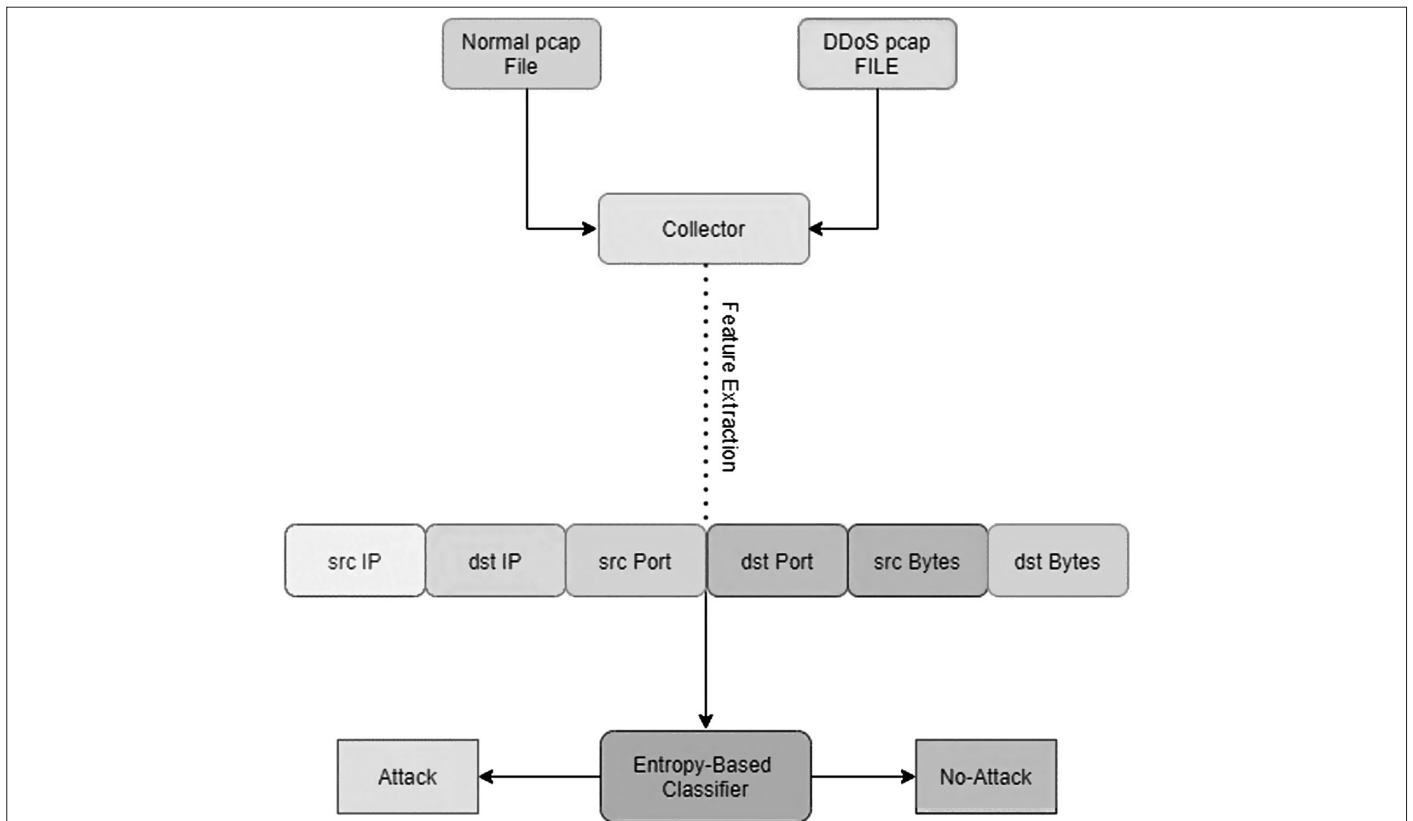 Normal pcap
File
DDoS pcap
FILE
Collector
Feature Extraction
src IP
dst IP
src Port
dst Port
src Bytes
dst Bytes
Attack
Entropy-Based
Classifier
No-Attack